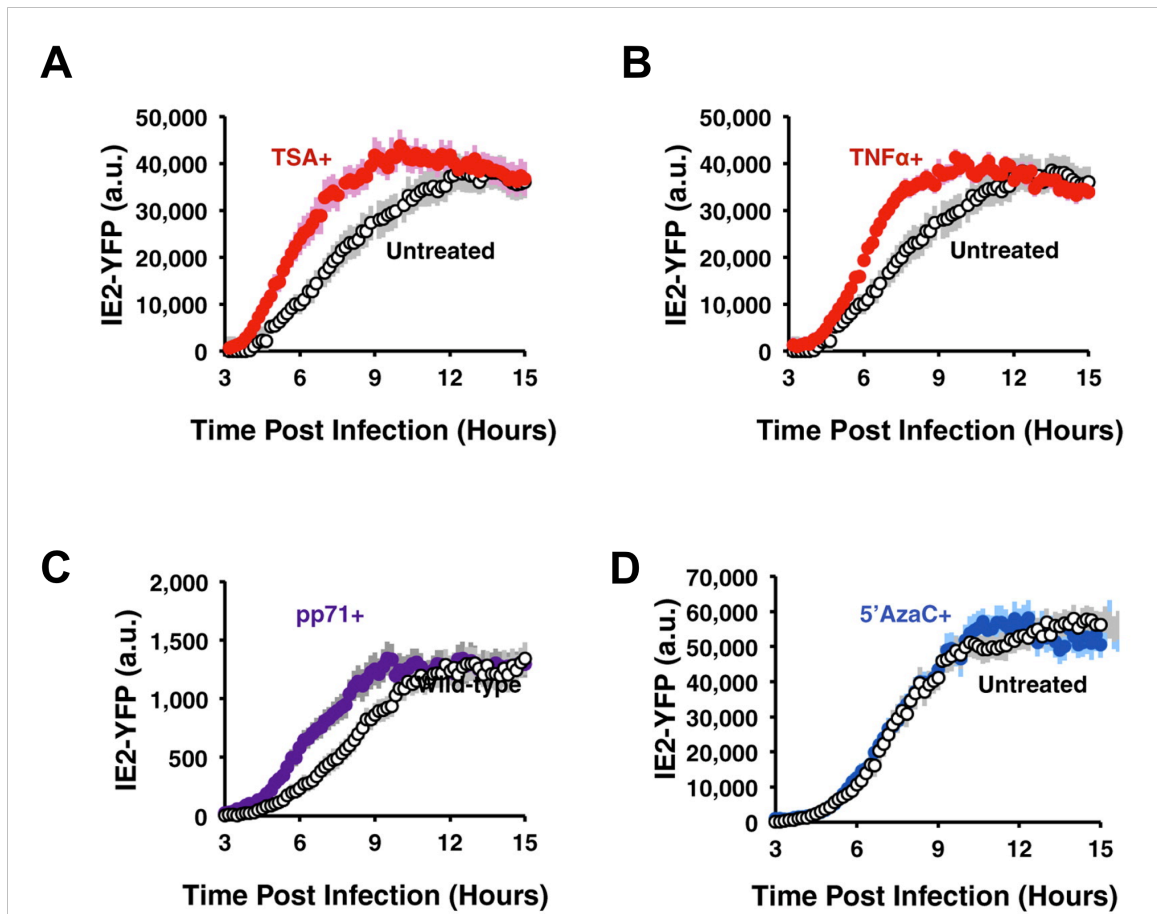 A
IE2-YFP (a.u.)
50,000
40,000
30,000
20,000
10,000
0
TSA+
Untreated
3 6 9 12 15
Time Post Infection (Hours)
B
IE2-YFP (a.u.)
50,000
40,000
30,000
20,000
10,000
0
TNFα+
Untreated
3 6 9 12 15
Time Post Infection (Hours)
C
IE2-YFP (a.u.)
2,000
1,500
1,000
500
0
pp71+
Wild-type
3 6 9 12 15
Time Post Infection (Hours)
D
IE2-YFP (a.u.)
70,000
60,000
50,000
40,000
30,000
20,000
10,000
0
5’AzaC+
Untreated
3 6 9 12 15
Time Post Infection (Hours)